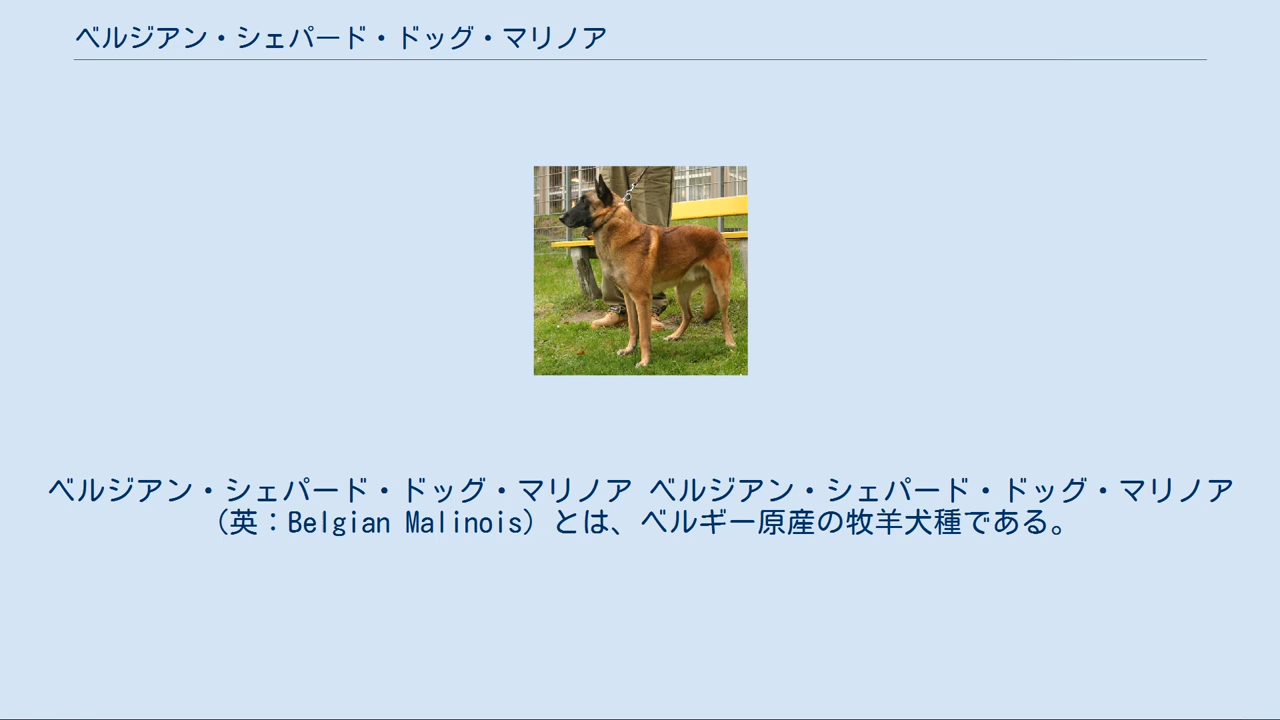 ベルジアン・シェパード・ドッグ・マリノア
ベルジアン・シェパード・ドッグ・マリノア ベルジアン・シェパード・ドッグ・マリノア
（英：Belgian Malinois）とは、ベルギー原産の牧羊犬種である。